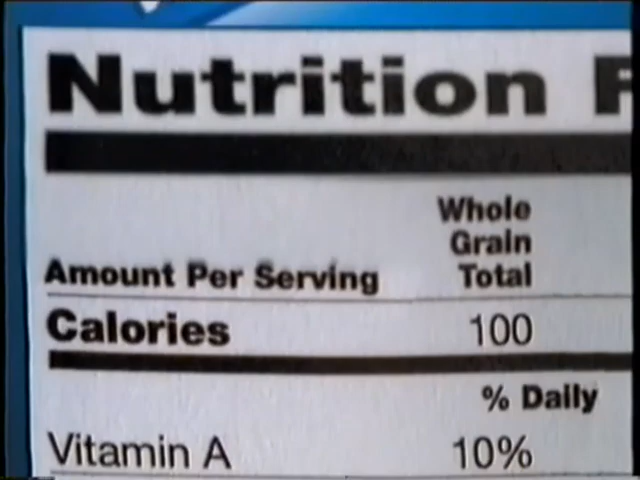 Nutrition F
Whole
Grain
Amount Per Serving Total
Calories 100
% Daily
Vitamin A 10%